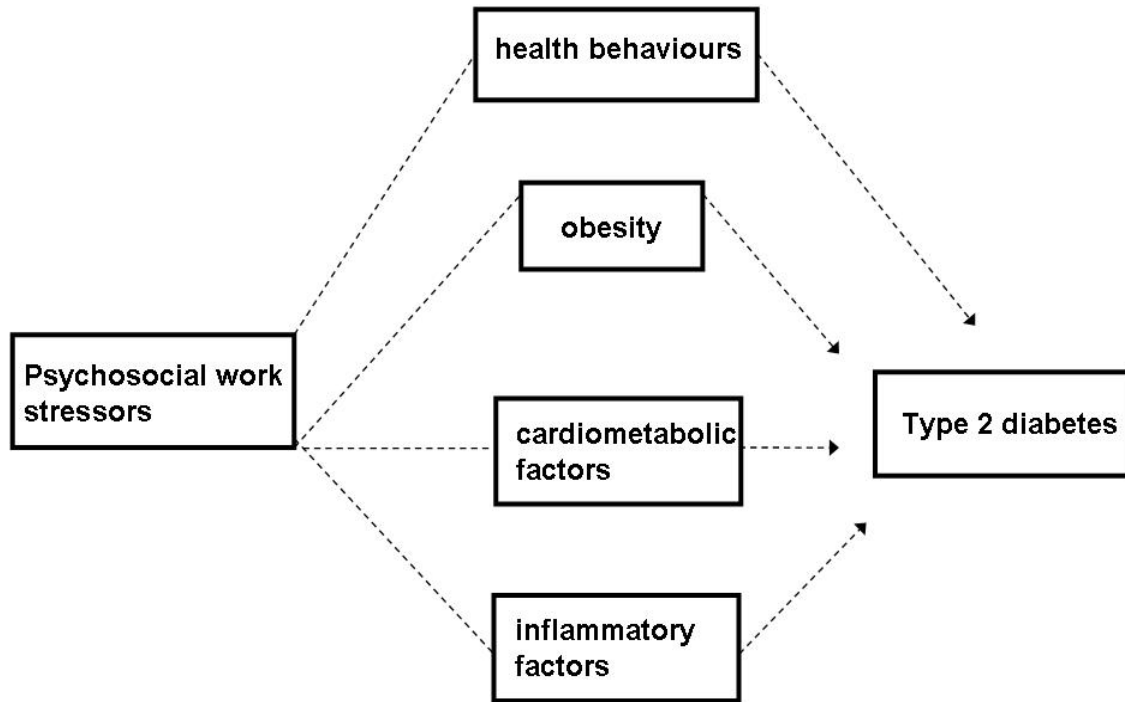 health behaviours
obesity
Psychosocial work
stressors
cardiometabolic
factors
Type 2 diabetes
inflammatory
factors